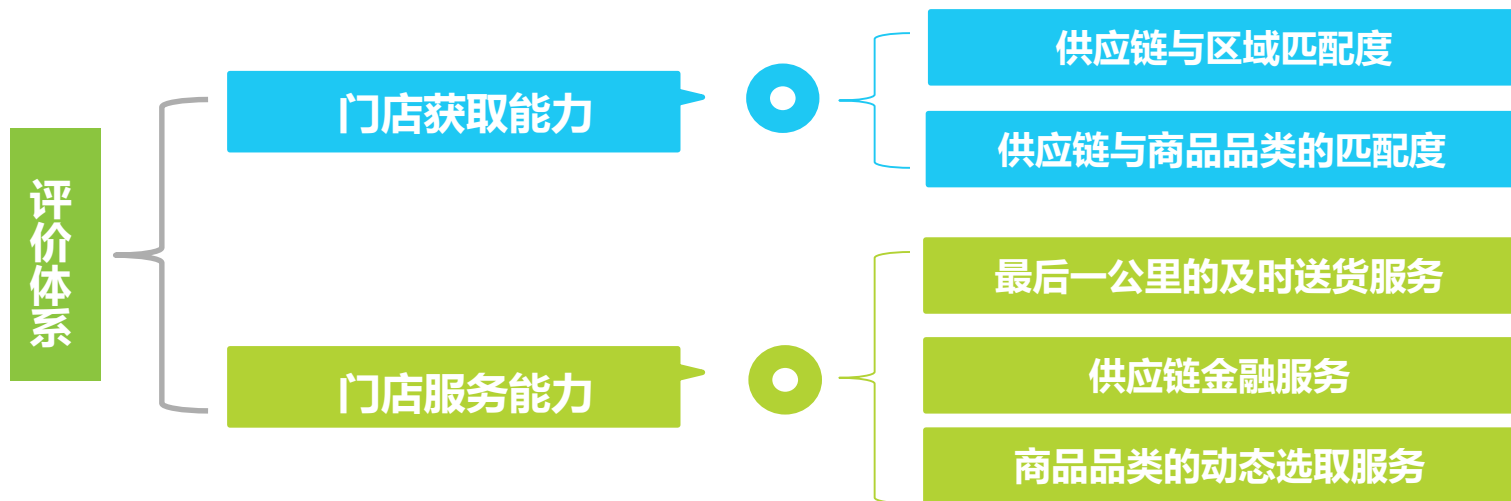 评价体系
门店获取能力
供应链与区域匹配度
供应链与商品品类的匹配度
门店服务能力
最后一公里的及时送货服务
供应链金融服务
商品品类的动态选取服务